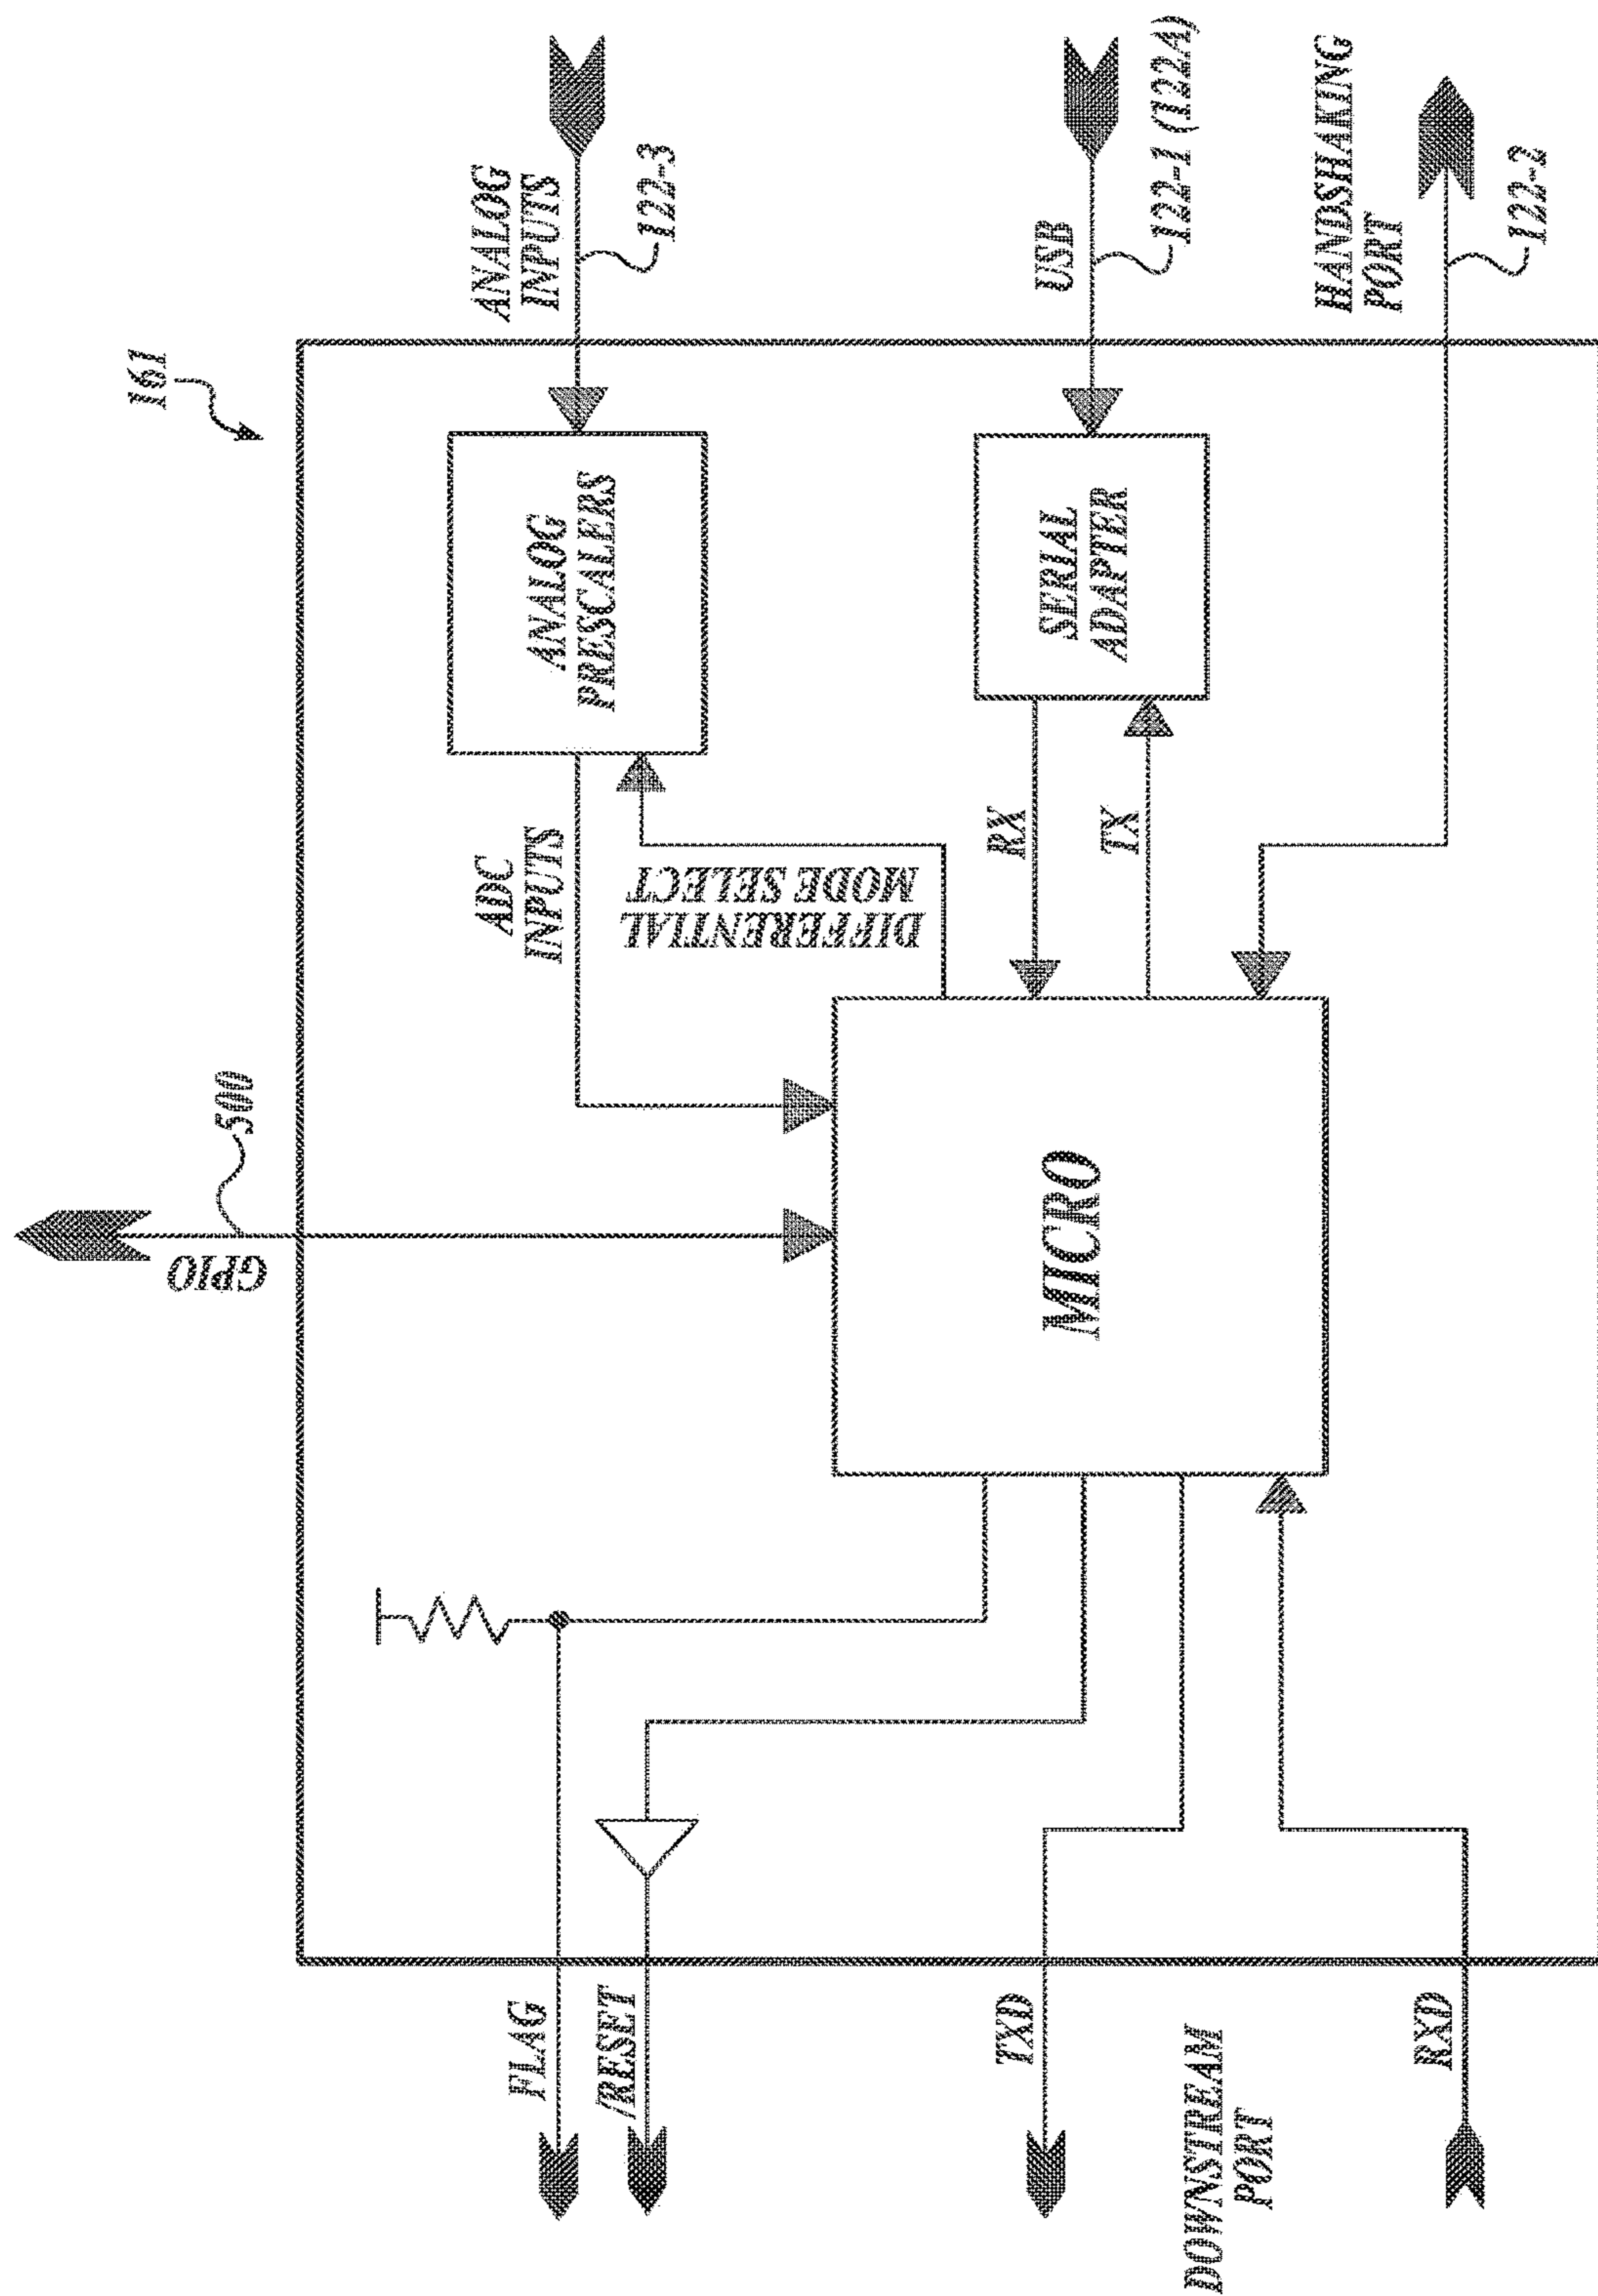 161
500
GPIO
ANALOG
INPUTS
122-3
ANALOG
PRESCALERS
ADC
INPUTS
DIFFERENTIAL
MODE SELECT
USB
122-1 (122A)
SERIAL
ADAPTER
RX
TX
HANDSHAKING
PORT
122-2
MICRO
FLAG
/RESET
TXD
DOWNSTREAM
PORT
RXD